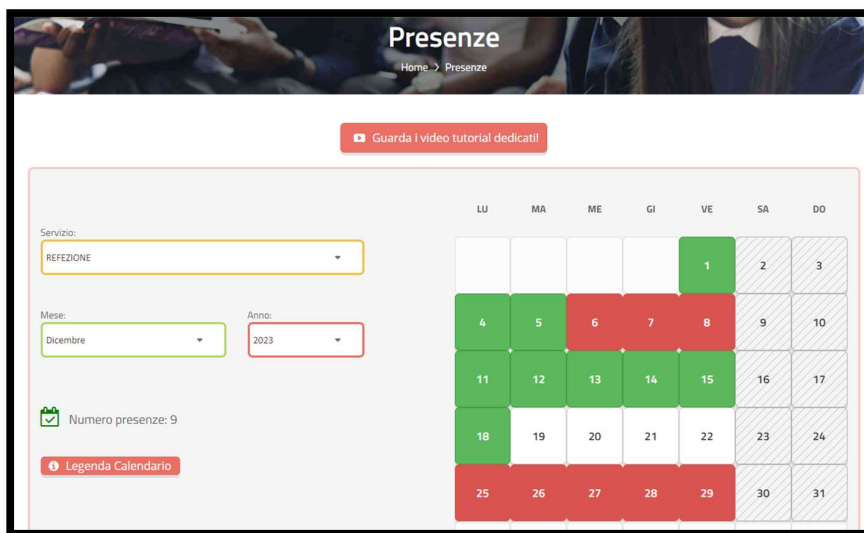 Presenze
Home > Presenze
Guarda i video tutorial dedicati!
Servizio:
REFEZIONE
Mese:
Anno:
Dicembre
2023
Numero presenze: 9
Legenda Calendario
LU MA ME GI VE SA DO
1 2 3
4 5 6 7 8 9 10
11 12 13 14 15 16 17
18 19 20 21 22 23 24
25 26 27 28 29 30 31